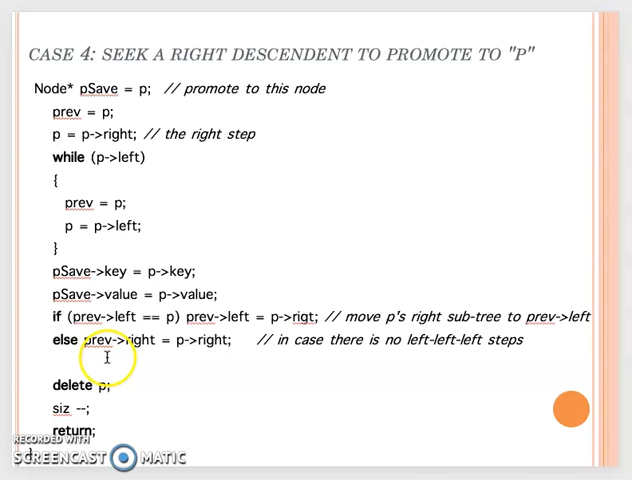 CASE 4: SEEK A RIGHT DESCENDENT TO PROMOTE TO "P"
Node* pSave = p; // promote to this node
prev = p;
p = p->right; // the right step
while (p->left)
{
prev = p;
p = p->left;
}
pSave->key = p->key;
pSave->value = p->value;
if (prev->left == p) prev->left = p->rigt; // move p's right sub-tree to prev->left
else prev->right = p->right; // in case there is no left-left-left steps
delete p;
siz --;
return;
}
RECORDED WITH
SCREENCAST MATIC